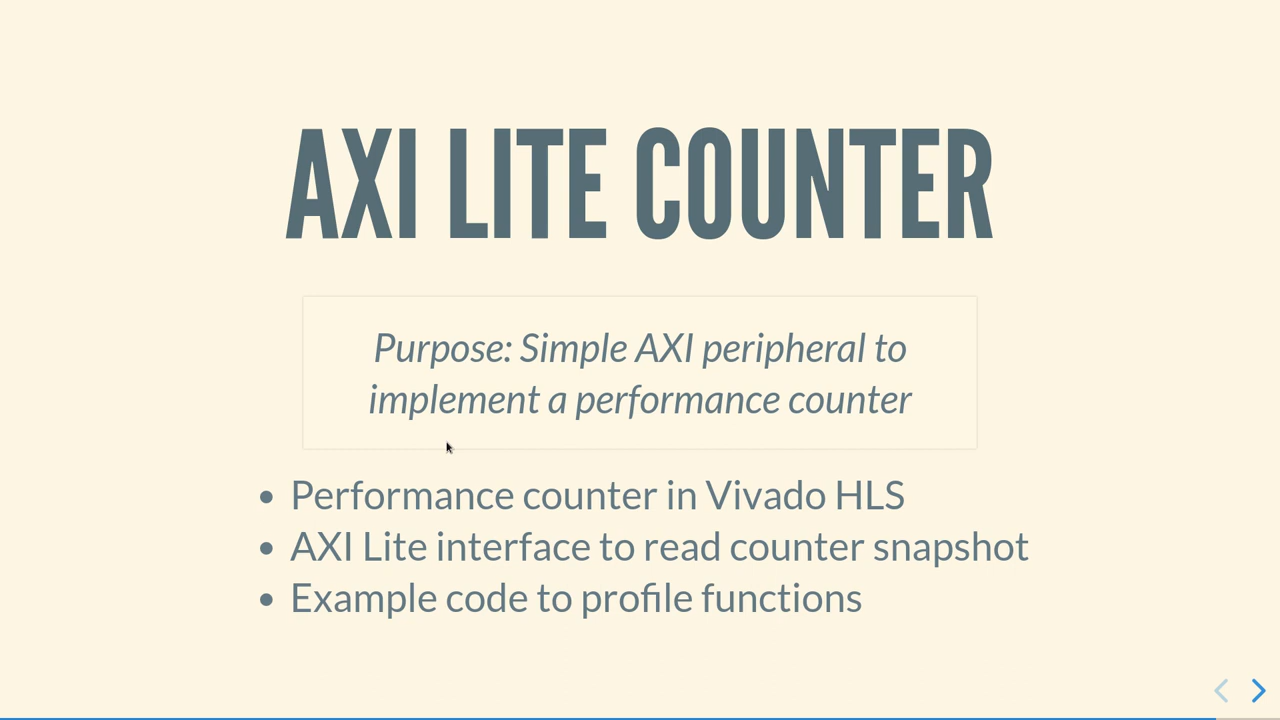 AXI LITE COUNTER
Purpose: Simple AXI peripheral to
implement a performance counter
• Performance counter in Vivado HLS
• AXI Lite interface to read counter snapshot
• Example code to profile functions